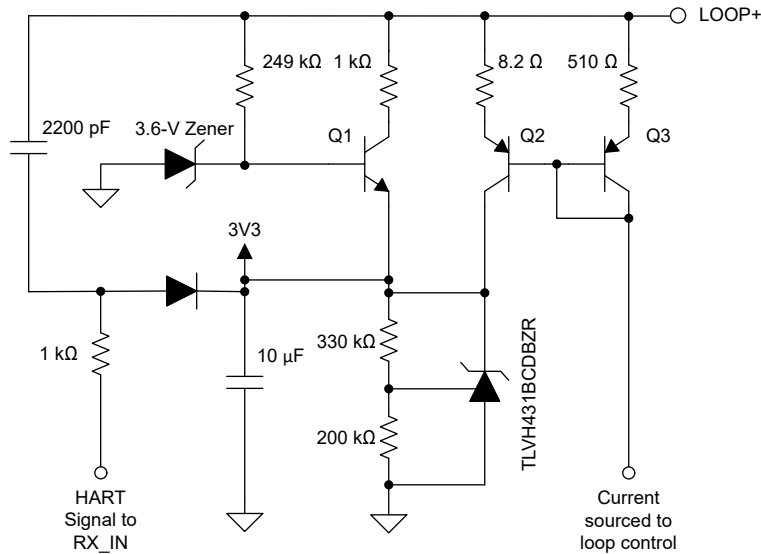 LOOP+
249 kΩ
1 kΩ
8.2 Ω
510 Ω
2200 pF
3.6-V Zener
Q1
Q2
Q3
3V3
1 kΩ
10 μF
330 kΩ
200 kΩ
TLVH431BCDBZR
HART
Signal to
RX_IN
Current
sourced to
loop control